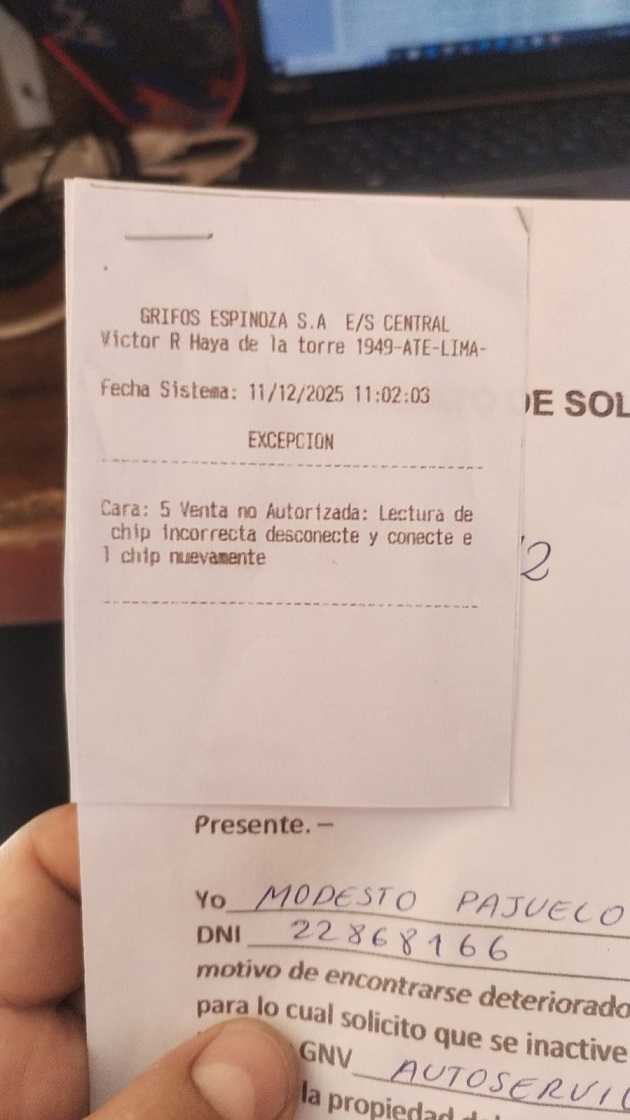 GRIFOS ESPINOZA S.A E/S CENTRAL
Victor R Haya de la torre 1949-ATE-LIMA-
Fecha Sistema: 11/12/2025 11:02:03
DE SOL
EXCEPCION
Cara: 5 Venta no Autorizada: Lectura de
chip incorrecta desconecte y conecte e
l chip nuevamente
2
Presente. –
Yo MODESTO PAJUELO
DNI 22868166
motivo de encontrarse deteriorado
para lo cual solicito que se inactive
GNV AUTOSERVI
la propiedad